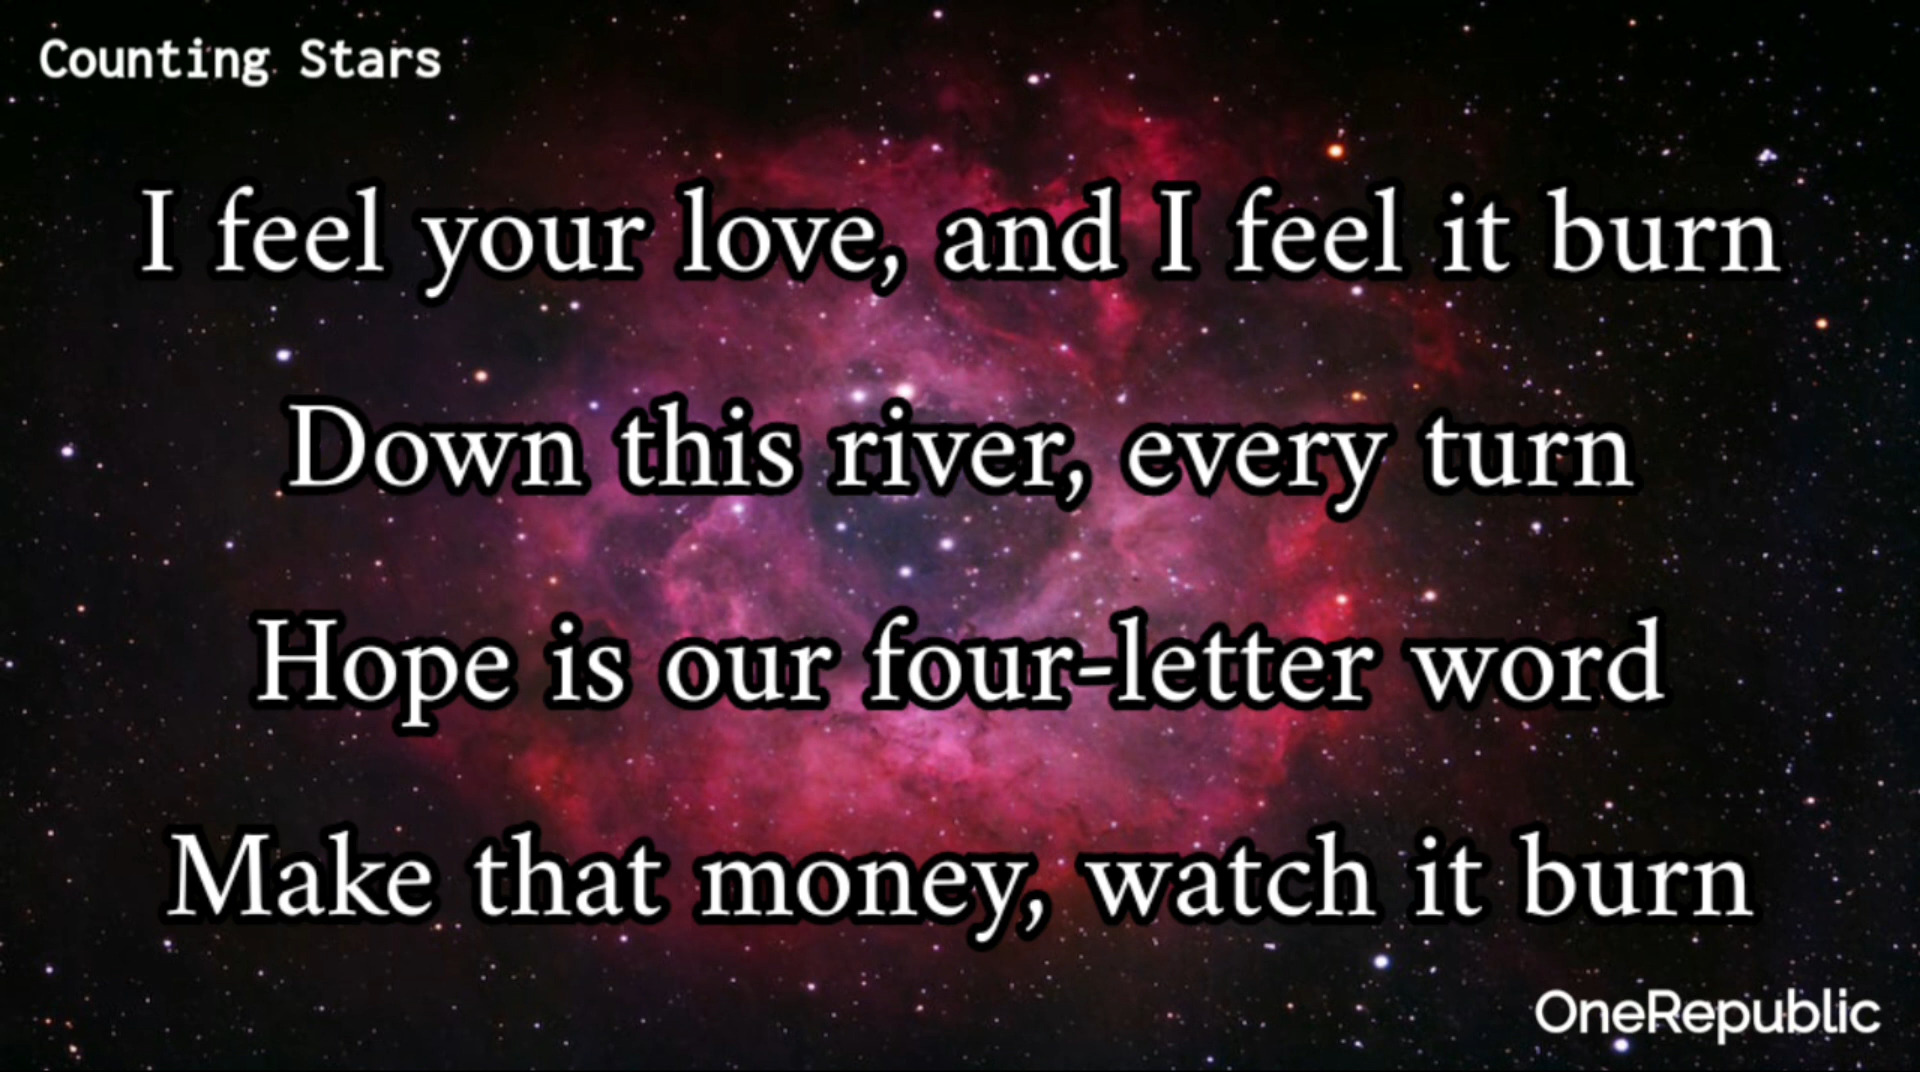 Counting Stars
I feel your love, and I feel it burn
Down this river, every turn
Hope is our four-letter word
Make that money, watch it burn
OneRepublic